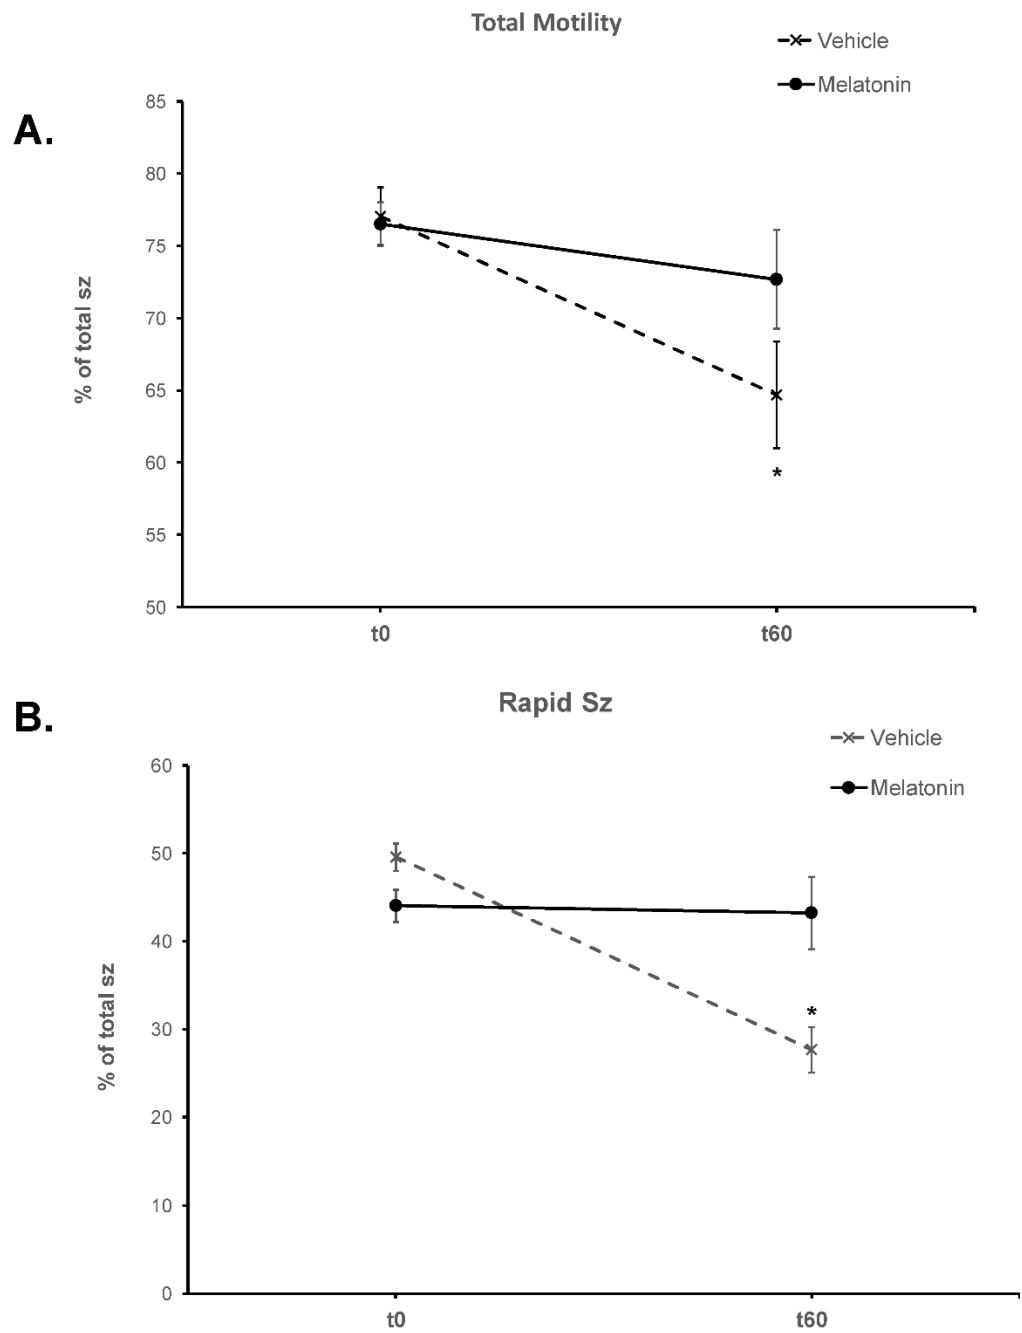 Total Motility
Vehicle
Melatonin
A.
85
80
75
70
65
60
55
50
% of total sz
*
t0
t60
B.
Rapid Sz
Vehicle
Melatonin
60
50
40
30
20
10
0
% of total sz
*
t0
t60